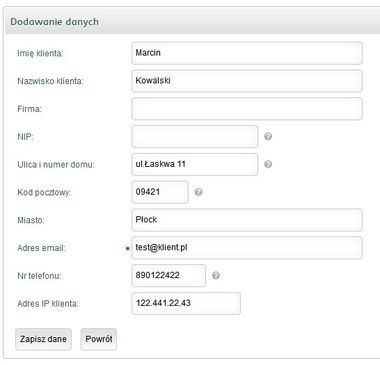 Dodawanie danych
Imię klienta: Marcin
Nazwisko klienta: Kowalski
Firma:
NIP: ?
Ulica i numer domu: ul.Łaskwa 11 ?
Kod pocztowy: 09421 ?
Miasto: Płock
Adres email: * test@klient.pl
Nr telefonu: 890122422 ?
Adres IP klienta: 122.441.22.43
Zapisz dane Powrót